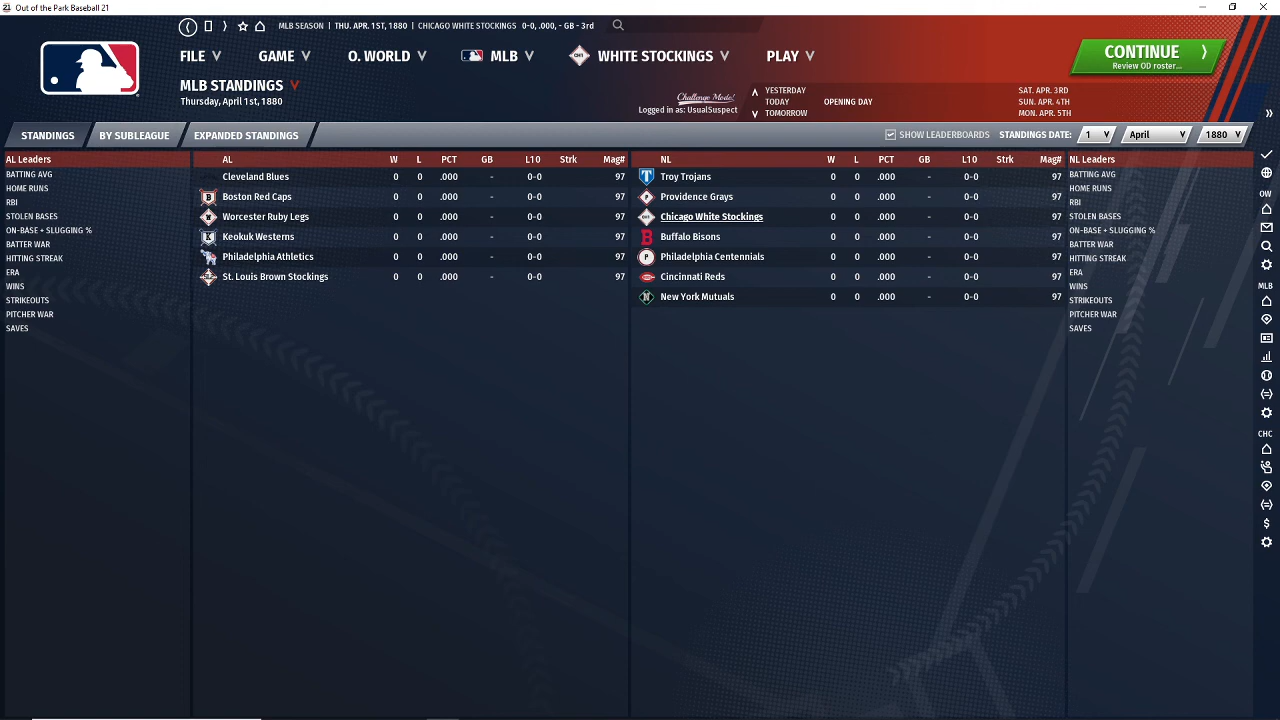 Out of the Park Baseball 21
MLB SEASON | THU. APR. 1ST, 1880 | CHICAGO WHITE STOCKINGS 0-0, .000, - GB - 3rd
FILE GAME O. WORLD MLB WHITE STOCKINGS PLAY
CONTINUE
Review OD roster...
MLB STANDINGS
Thursday, April 1st, 1880
Challenge Mode!
Logged in as: UsualSuspect
YESTERDAY
TODAY OPENING DAY
TOMORROW
SAT. APR. 3RD
SUN. APR. 4TH
MON. APR. 5TH
STANDINGS BY SUBLEAGUE EXPANDED STANDINGS SHOW LEADERBOARDS STANDINGS DATE: 1 April 1880
AL Leaders
BATTING AVG
HOME RUNS
RBI
STOLEN BASES
ON-BASE + SLUGGING %
BATTER WAR
HITTING STREAK
ERA
WINS
STRIKEOUTS
PITCHER WAR
SAVES
AL W L PCT GB L10 Strk Mag#
Cleveland Blues 0 0 .000 - 0-0 97
Boston Red Caps 0 0 .000 - 0-0 97
Worcester Ruby Legs 0 0 .000 - 0-0 97
Keokuk Westerns 0 0 .000 - 0-0 97
Philadelphia Athletics 0 0 .000 - 0-0 97
St. Louis Brown Stockings 0 0 .000 - 0-0 97
NL W L PCT GB L10 Strk Mag#
Troy Trojans 0 0 .000 - 0-0 97
Providence Grays 0 0 .000 - 0-0 97
Chicago White Stockings 0 0 .000 - 0-0 97
Buffalo Bisons 0 0 .000 - 0-0 97
Philadelphia Centennials 0 0 .000 - 0-0 97
Cincinnati Reds 0 0 .000 - 0-0 97
New York Mutuals 0 0 .000 - 0-0 97
NL Leaders
BATTING AVG
HOME RUNS
RBI
STOLEN BASES
ON-BASE + SLUGGING %
BATTER WAR
HITTING STREAK
ERA
WINS
STRIKEOUTS
PITCHER WAR
SAVES
OW
MLB
CHC